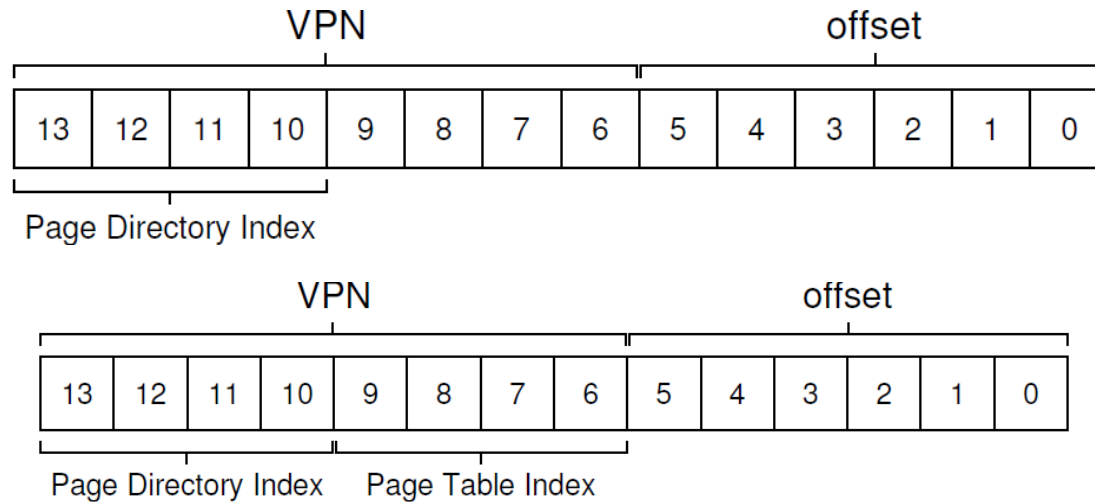 VPN offset
13 12 11 10 9 8 7 6 5 4 3 2 1 0
Page Directory Index
VPN offset
13 12 11 10 9 8 7 6 5 4 3 2 1 0
Page Directory Index Page Table Index